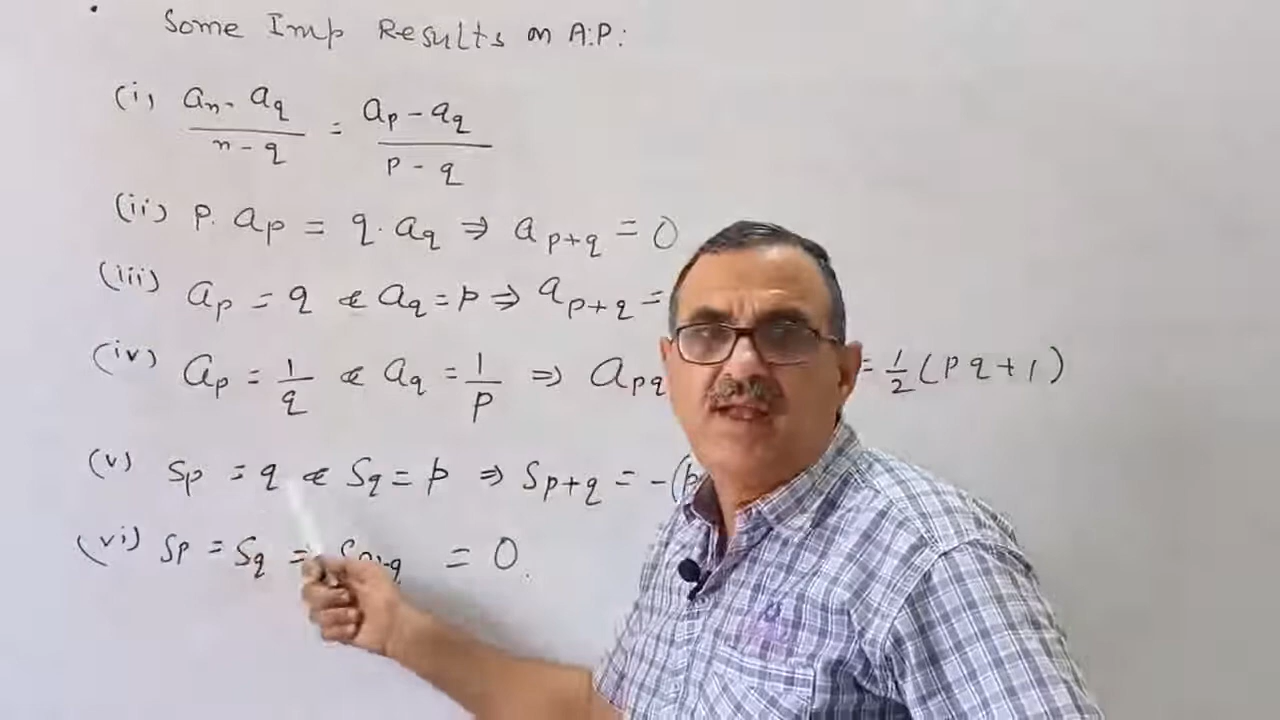 Some Imp Results on A.P:
(i) (a_n - a_q)/(n - q) = (a_p - a_q)/(p - q)
(ii) p. a_p = q. a_q ⇒ a_{p+q} = 0
(iii) a_p = q & a_q = p ⇒ a_{p+q} =
(iv) a_p = 1/q & a_q = 1/p ⇒ a_{pq} = 1/2 (pq+1)
(v) S_p = q & S_q = p ⇒ S_{p+q} = -(p
(vi) S_p = S_q = = 0.